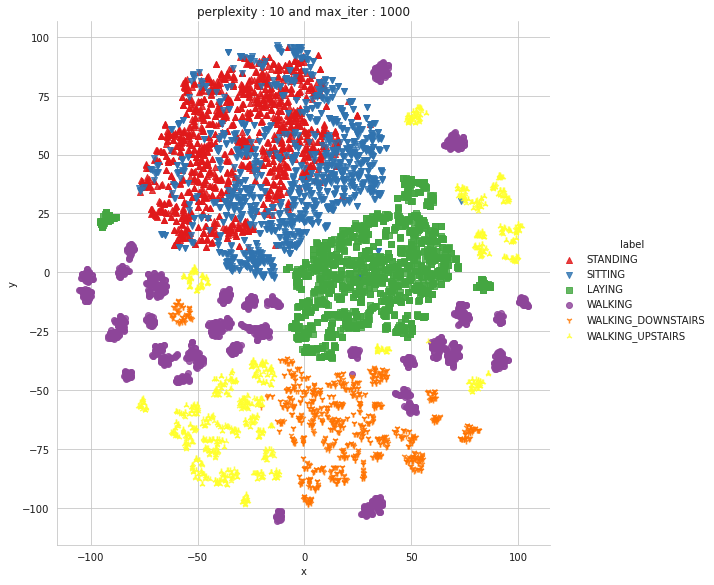 perplexity : 10 and max_iter : 1000
100
75
50
25
0
−25
−50
−75
−100
y
−100
−50
0
50
100
x
label
STANDING
SITTING
LAYING
WALKING
WALKING_DOWNSTAIRS
WALKING_UPSTAIRS